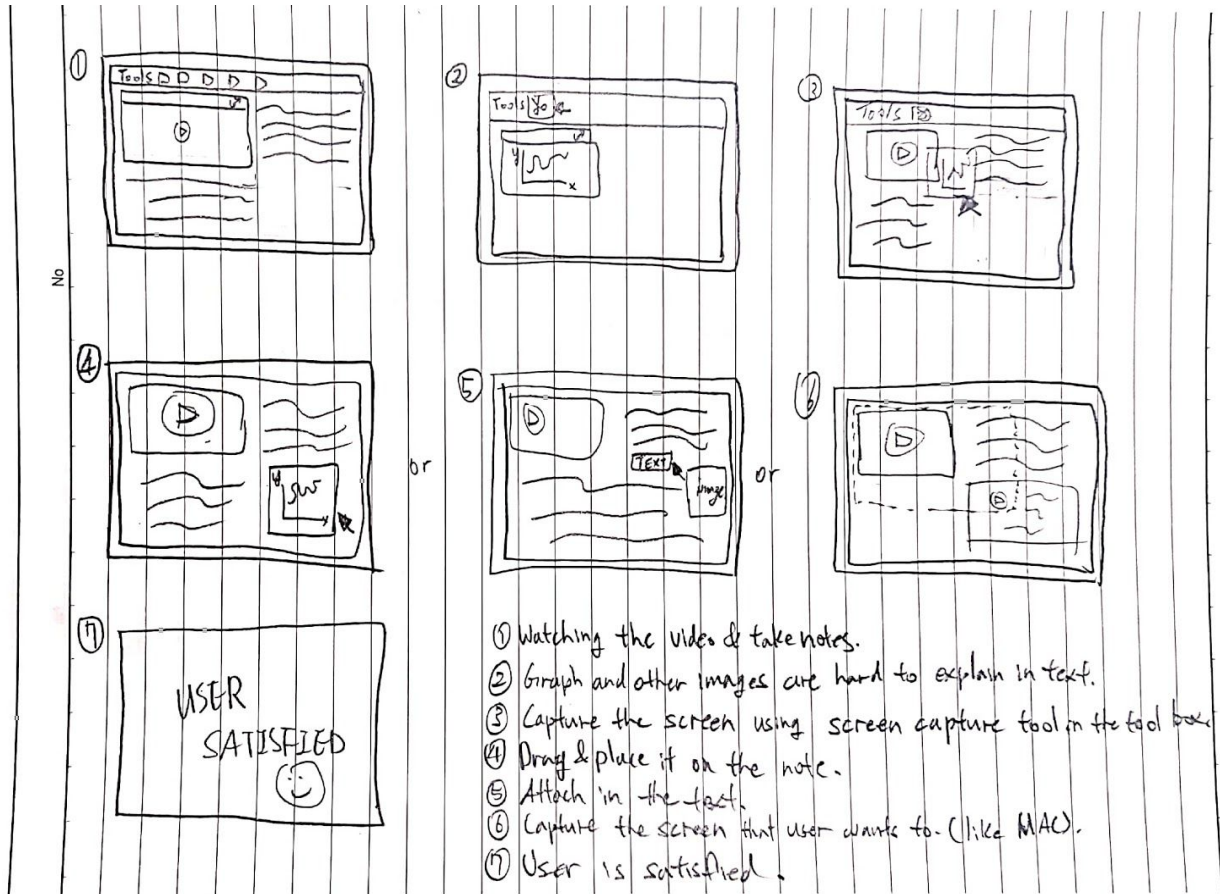 ①
Tools
②
Tools
y
x
③
Tools
④
y
x
or
⑤
TEXT
image
or
⑥
⑦
USER
SATISFIED
No
① Watching the video & take notes.
② Graph and other images are hard to explain in text.
③ Capture the screen using screen capture tool in the tool box.
④ Drag & place it on the note.
⑤ Attach in the text.
⑥ Capture the screen that user wants to. (like MAC).
⑦ User is satisfied.